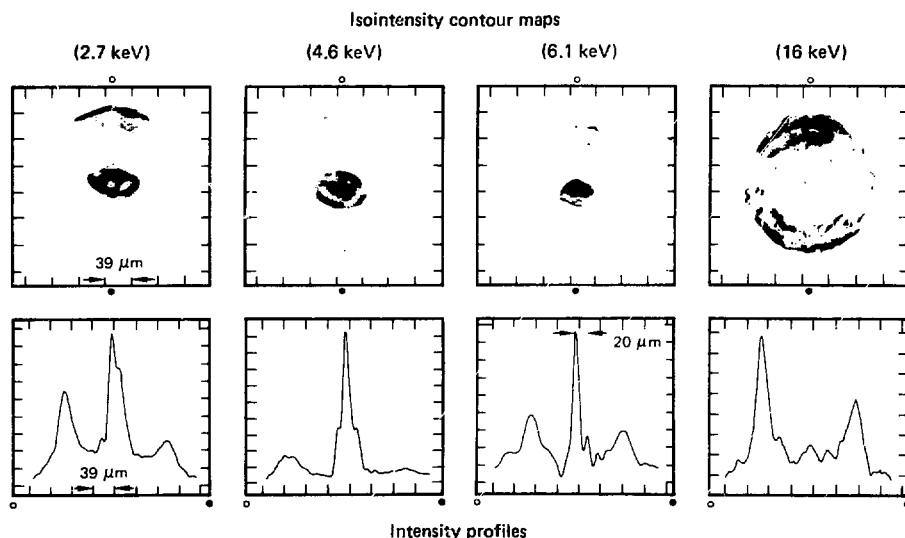 Isointensity contour maps
(2.7 keV) (4.6 keV) (6.1 keV) (16 keV)
39 μm
20 μm
39 μm
Intensity profiles